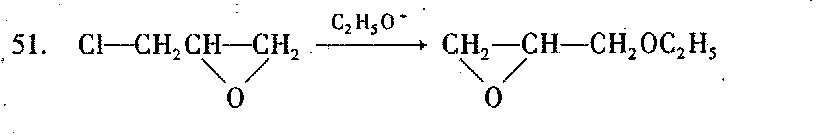 C₂H₅O⁻
51. Cl—CH₂CH—CH₂ → CH₂—CH—CH₂OC₂H₅
O O